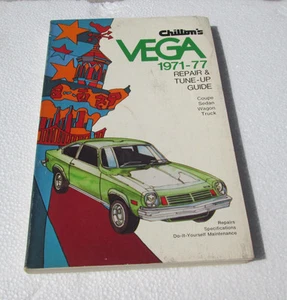 Chilton's
VEGA
1971-77
REPAIR &
TUNE-UP
GUIDE
Coupe
Sedan
Wagon
Truck
Repairs
Specifications
Do-It-Yourself Maintenance